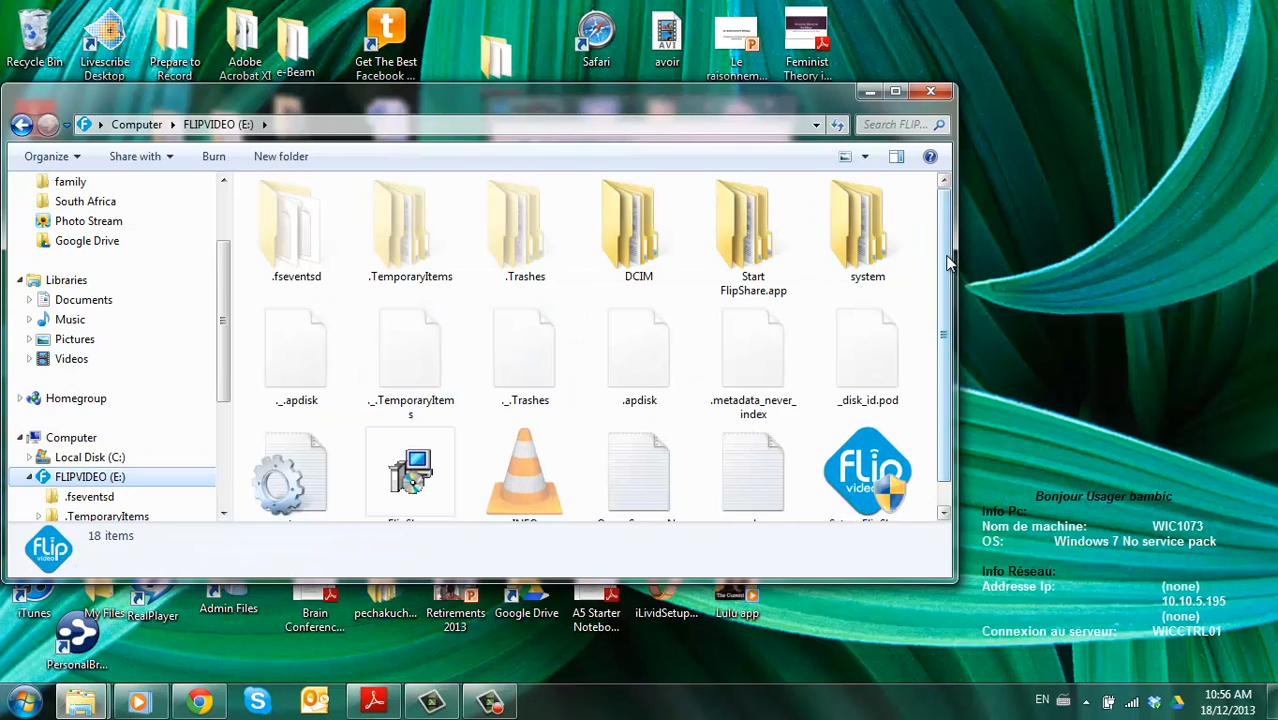 Recycle Bin
Livescribe
Desktop
Prepare to
Record
Adobe
Acrobat XI
e-Beam
Get The Best
Facebook ...
Safari
avoir
Le
raisonnem...
Feminist
Theory i...
Computer
FLIPVIDEO (E:)
Search FLIP...
Organize
Share with
Burn
New folder
family
South Africa
Photo Stream
Google Drive
Libraries
Documents
Music
Pictures
Videos
Homegroup
Computer
Local Disk (C:)
FLIPVIDEO (E:)
.fseventsd
.TemporaryItems
.fseventsd
.TemporaryItems
.Trashes
DCIM
Start
FlipShare.app
system
._.apdisk
._.TemporaryItem
s
._.Trashes
.apdisk
.metadata_never_
index
_disk_id.pod
flip
video
18 items
flip
video
Bonjour Usager bambic
Info Pc:
Nom de machine: WIC1073
OS: Windows 7 No service pack
Info Réseau:
Addresse Ip: (none)
10.10.5.195
(none)
Connexion au serveur: WICCTRL01
iTunes
My Files
RealPlayer
Admin Files
Brain
Conferenc...
pechakuch...
Retirements
2013
Google Drive
A5 Starter
Notebo...
iLividSetup...
Lulu app
PersonalBr...
EN
10:56 AM
18/12/2013